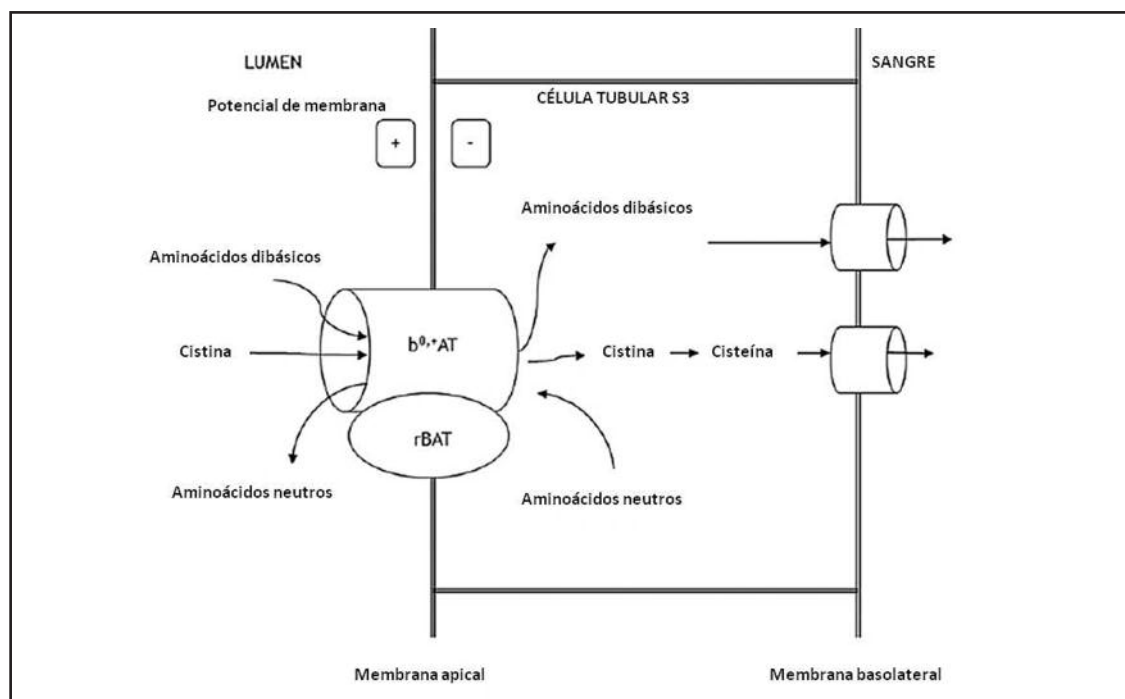 LUMEN
SANGRE
CÉLULA TUBULAR S3
Potencial de membrana
+
-
Aminoácidos dibásicos
Aminoácidos dibásicos
Cistina
b⁰,⁺AT
Cistina
Cisteína
rBAT
Aminoácidos neutros
Aminoácidos neutros
Membrana apical
Membrana basolateral